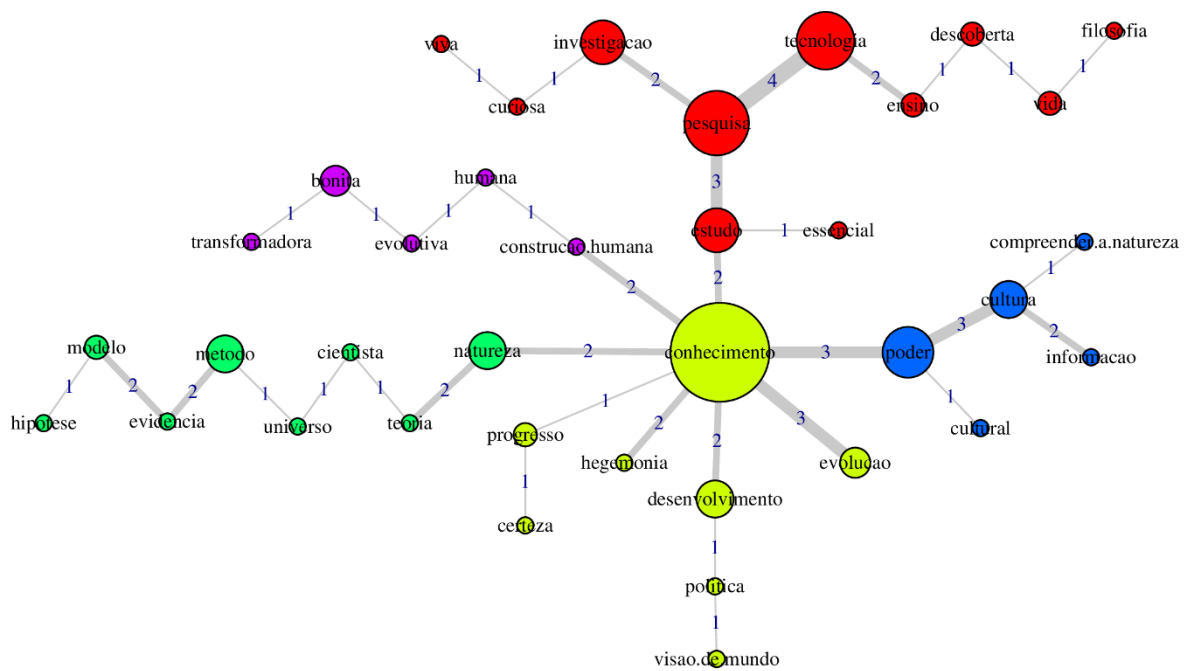 tecnologia
filosofia
descoberta
viva
investigacao
1
2
4
2
1
1
1
1
curiosa
ensino
vida
pesquisa
bonita
humana
3
1
1
1
1
transformadora
evolutiva
construcao.humana
estudo
1
essencial
compreender.a.natureza
2
2
1
cultura
modelo
metodo
cientista
natureza
2
conhecimento
3
poder
3
2
informacao
1
2
2
1
1
1
2
1
3
1
hipotese
evidencia
universo
teoria
progresso
2
2
cultural
hegemonia
evolucao
1
desenvolvimento
certeza
1
politica
1
visao.de.mundo